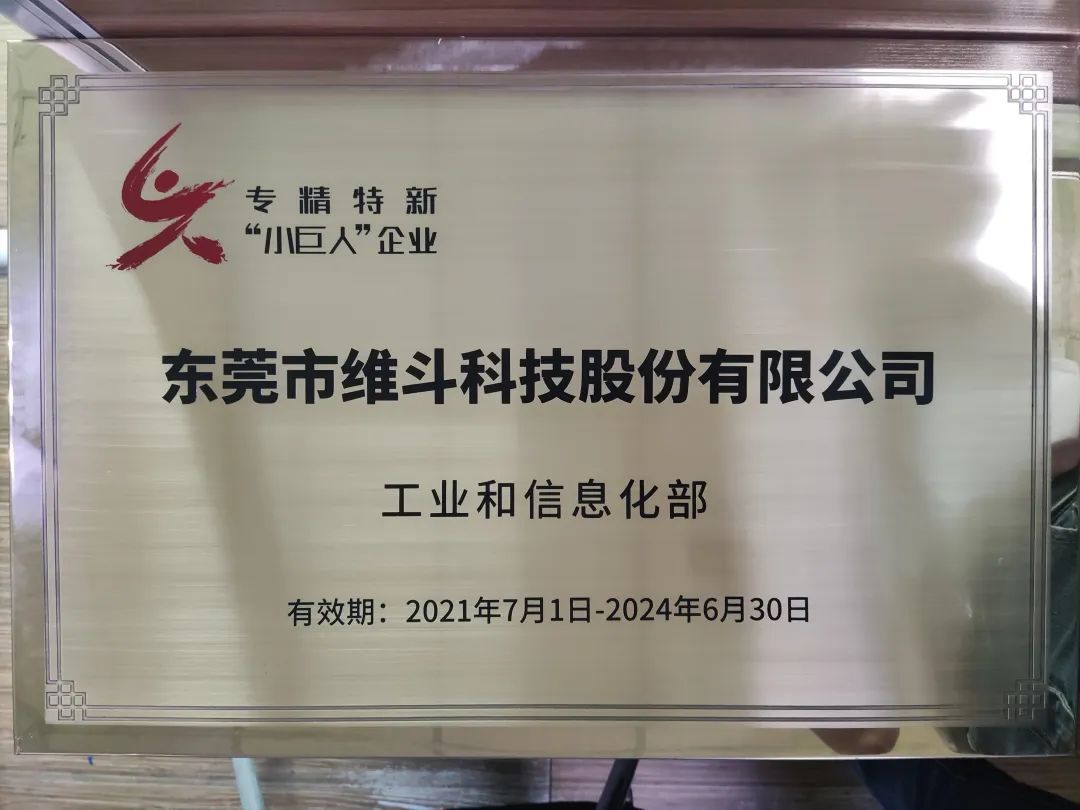 专精特新
“小巨人”企业
东莞市维斗科技股份有限公司
工业和信息化部
有效期：2021年7月1日-2024年6月30日